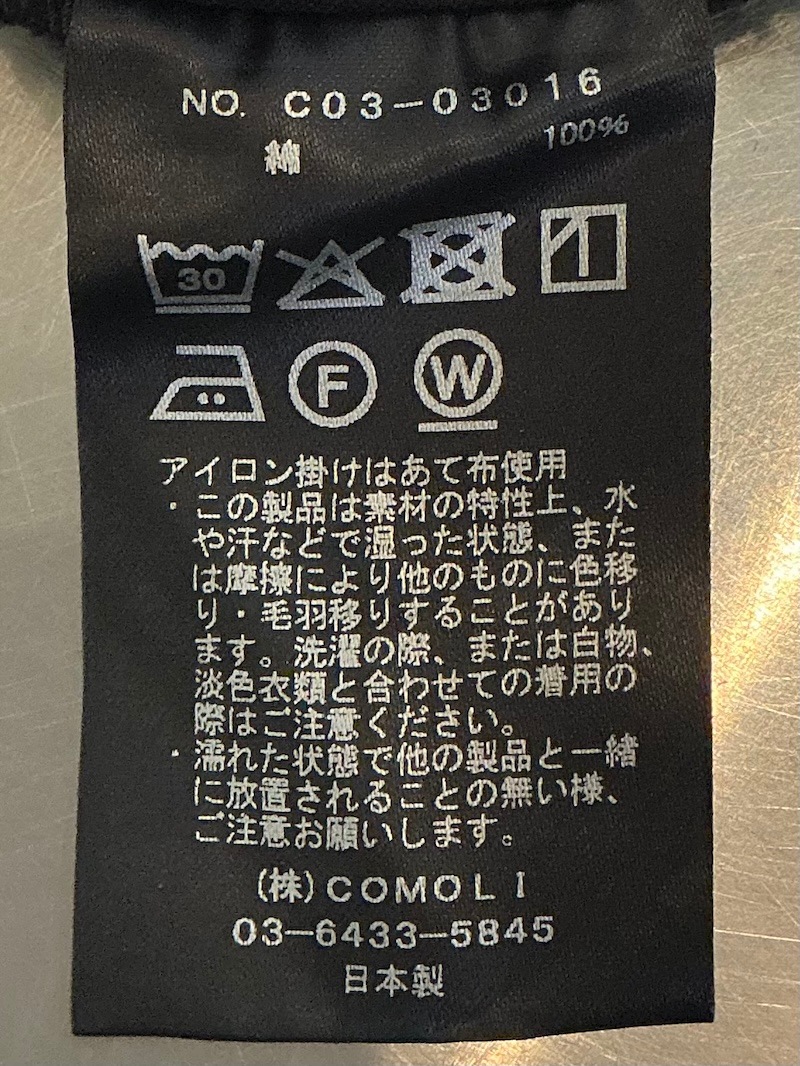 NO. C03-03016
綿 100%
30
F W
アイロン掛けはあて布使用
・この製品は素材の特性上、水
や汗などで湿った状態、また
は摩擦により他のものに色移
り・毛羽移りすることがあり
ます。洗濯の際、または白物、
淡色衣類と合わせての着用の
際はご注意ください。
・濡れた状態で他の製品と一緒
に放置されることの無い様、
ご注意お願いします。
(株)COMOLI
03-6433-5845
日本製